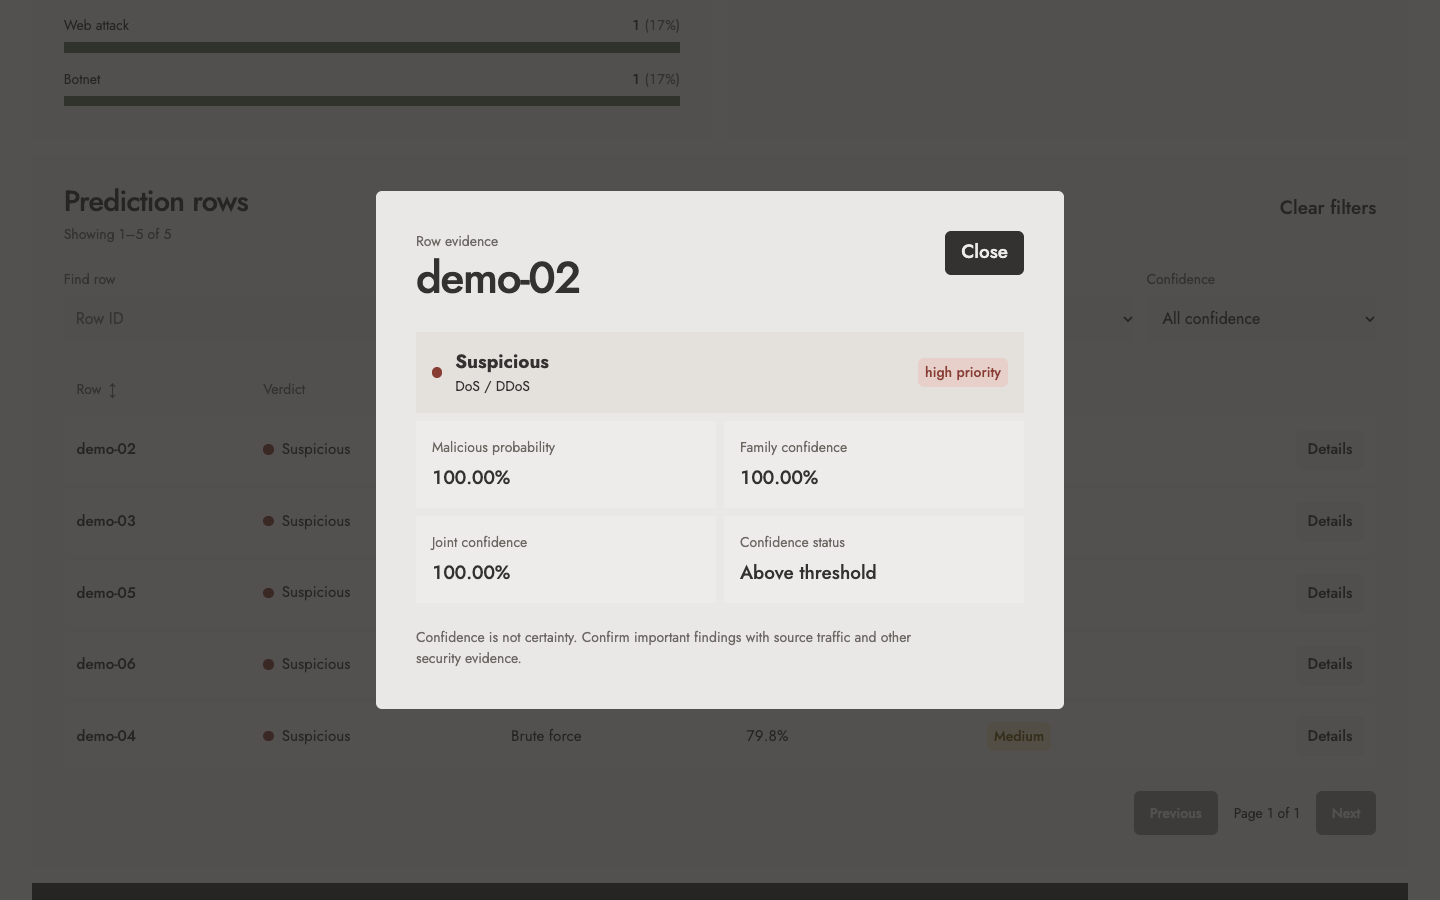 Web attack 1 (17%)
Botnet 1 (17%)
Prediction rows
Showing 1–5 of 5
Clear filters
Find row
Confidence
Row ID
All confidence
Row ↕ Verdict
demo-02 Suspicious Details
demo-03 Suspicious Details
demo-05 Suspicious Details
demo-06 Suspicious Details
demo-04 Suspicious Brute force 79.8% Medium Details
Previous Page 1 of 1 Next
Row evidence
demo-02
Close
Suspicious
DoS / DDoS
high priority
Malicious probability
100.00%
Family confidence
100.00%
Joint confidence
100.00%
Confidence status
Above threshold
Confidence is not certainty. Confirm important findings with source traffic and other
security evidence.